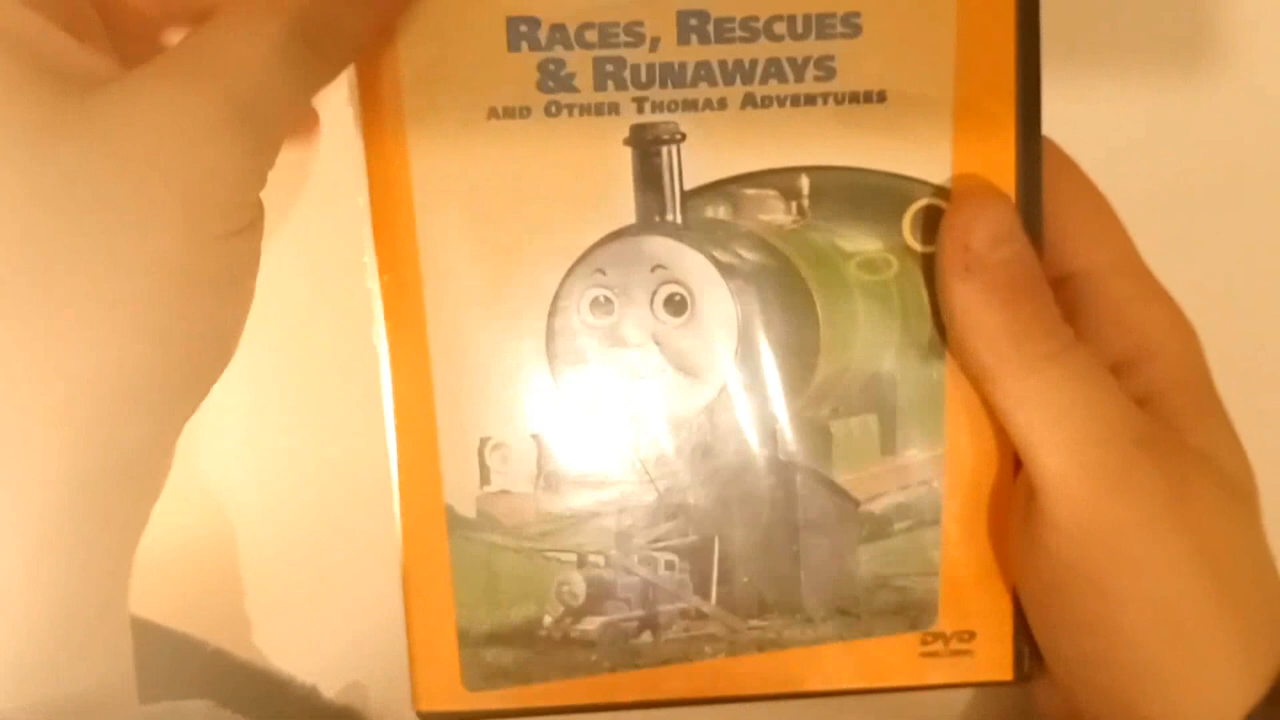 RACES, RESCUES
& RUNAWAYS
AND OTHER THOMAS ADVENTURES
DVD